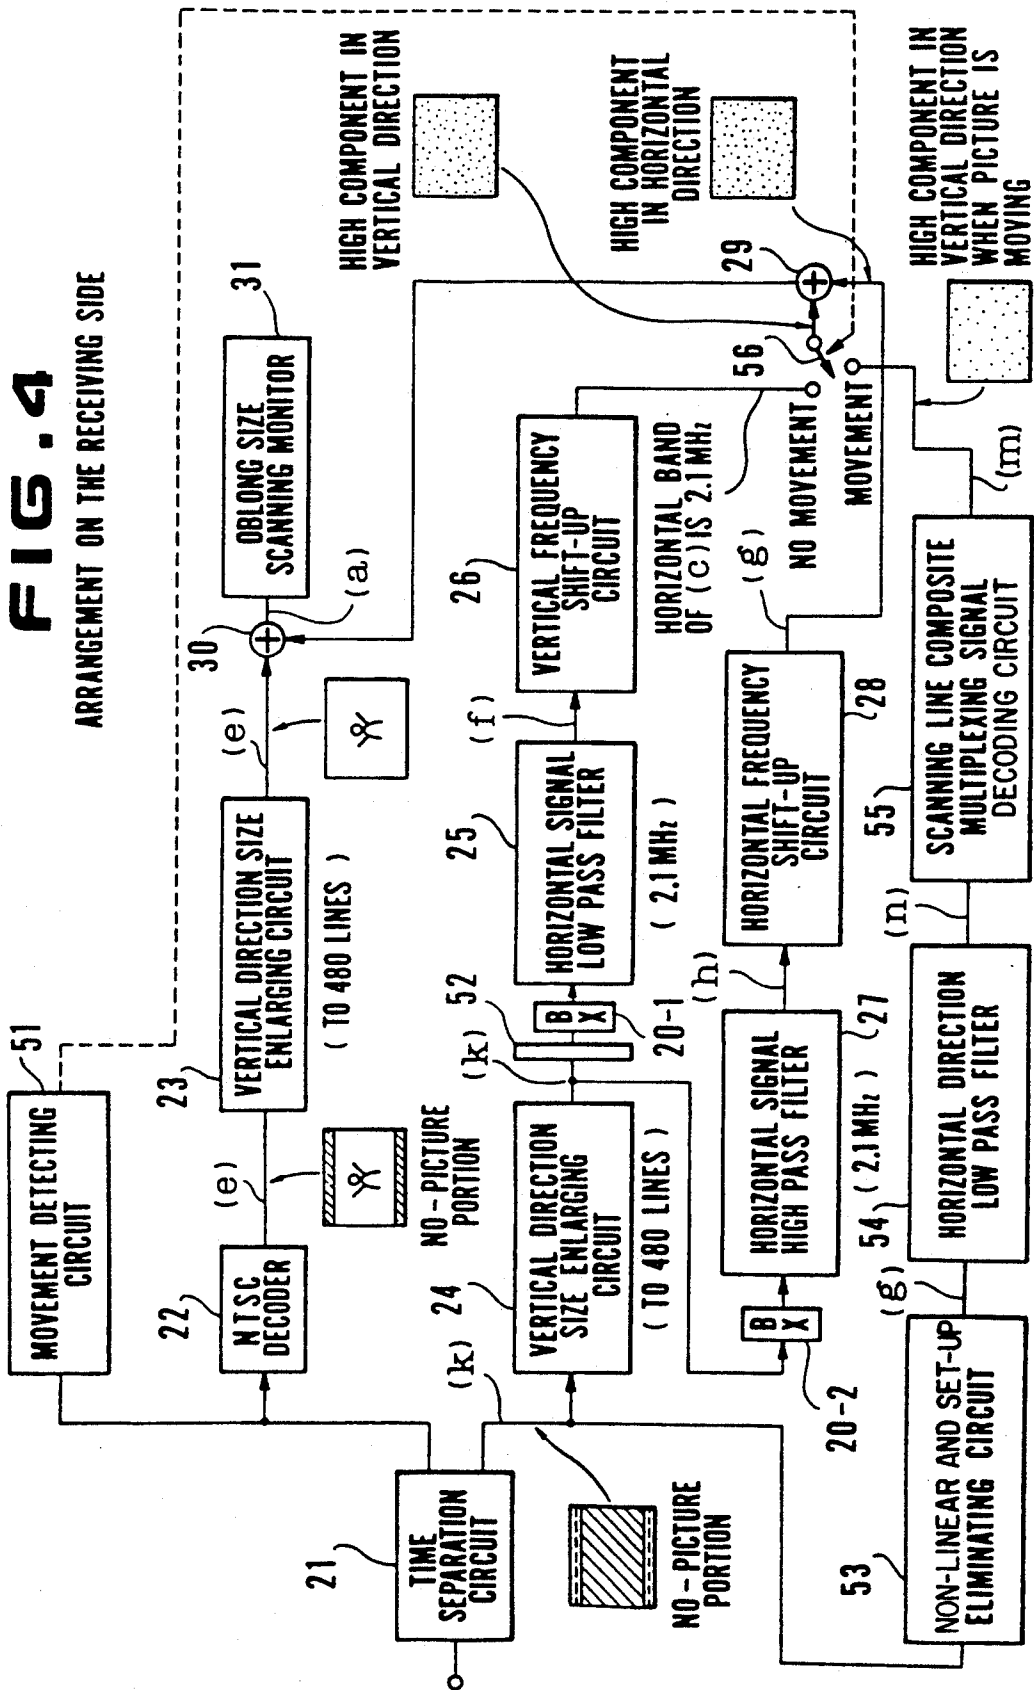 FIG.4
ARRANGEMENT ON THE RECEIVING SIDE
51
MOVEMENT DETECTING
CIRCUIT
22
NTSC
DECODER
(e)
NO-PICTURE
PORTION
23
VERTICAL DIRECTION SIZE
ENLARGING CIRCUIT
(TO 480 LINES)
(e)
30
(a)
31
OBLONG SIZE
SCANNING MONITOR
21
TIME
SEPARATION
CIRCUIT
(k)
NO-PICTURE
PORTION
24
VERTICAL DIRECTION
SIZE ENLARGING
CIRCUIT
(TO 480 LINES)
(k)
52
B
X
20-1
25
HORIZONTAL SIGNAL
LOW PASS FILTER
(2.1MHz)
(f)
26
VERTICAL FREQUENCY
SHIFT-UP
CIRCUIT
HORIZONTAL BAND
OF (c) IS 2.1 MHz
HIGH COMPONENT IN
VERTICAL DIRECTION
HIGH COMPONENT
IN HORIZONTAL
DIRECTION
29
56
NO MOVEMENT
MOVEMENT
B
X
20-2
HORIZONTAL SIGNAL
HIGH PASS FILTER
27
(2.1MHz)
(h)
HORIZONTAL FREQUENCY
SHIFT-UP
CIRCUIT
28
(g)
53
NON-LINEAR AND SET-UP
ELIMINATING CIRCUIT
(g)
54
HORIZONTAL DIRECTION
LOW PASS FILTER
(n)
55
SCANNING LINE COMPOSITE
MULTIPLEXING SIGNAL
DECODING CIRCUIT
(m)
HIGH COMPONENT IN
VERTICAL DIRECTION
WHEN PICTURE IS
MOVING